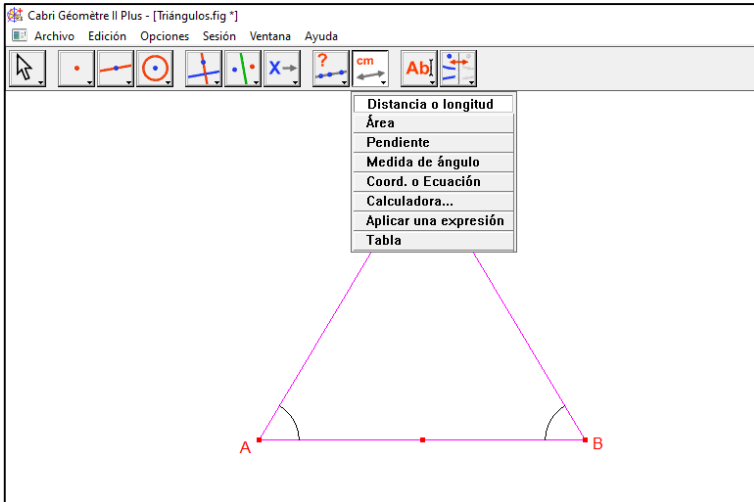 Cabri Géomètre II Plus - [Triángulos.fig *]
Archivo Edición Opciones Sesión Ventana Ayuda
X ? cm Ab
Distancia o longitud
Área
Pendiente
Medida de ángulo
Coord. o Ecuación
Calculadora...
Aplicar una expresión
Tabla
A B